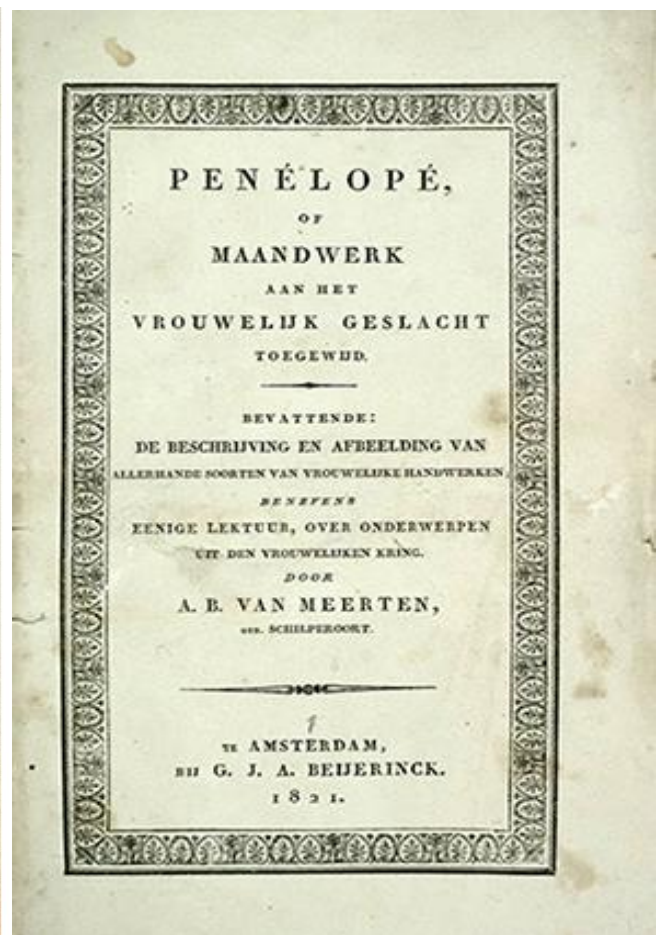 PENÉLOPÉ,
OF
MAANDWERK
AAN HET
VROUWELIJK GESLACHT
TOEGEWIJD.
BEVATTENDE:
DE BESCHRIJVING EN AFBEELDING VAN
ALLERHANDE SOORTEN VAN VROUWELIJKE HANDWERKEN,
BENEVENS
EENIGE LEKTUUR, OVER ONDERWERPEN
UIT DEN VROUWELIJKEN KRING.
DOOR
A. B. VAN MEERTEN,
GEB. SCHILPEROORT.
TE AMSTERDAM,
BIJ G. J. A. BEIJERINCK.
1821.